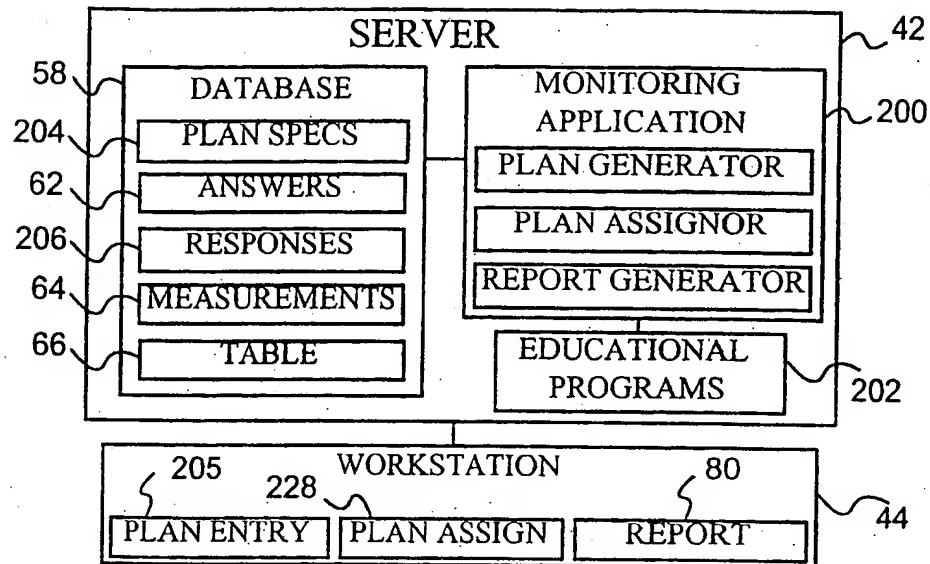 SERVER
42
58
DATABASE
204
PLAN SPECS
62
ANSWERS
206
RESPONSES
64
MEASUREMENTS
66
TABLE
MONITORING
APPLICATION
200
PLAN GENERATOR
PLAN ASSIGNOR
REPORT GENERATOR
EDUCATIONAL
PROGRAMS
202
WORKSTATION
44
205
PLAN ENTRY
228
PLAN ASSIGN
80
REPORT